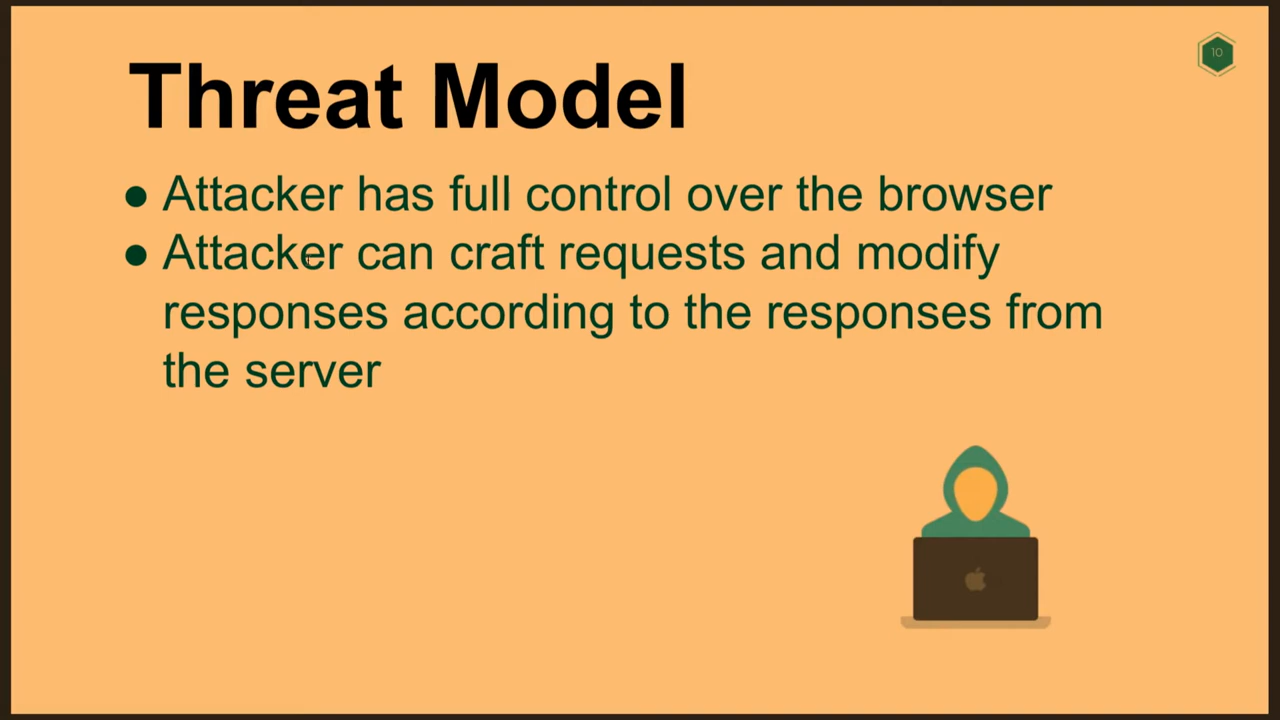 10
Threat Model
● Attacker has full control over the browser
● Attacker can craft requests and modify
responses according to the responses from
the server